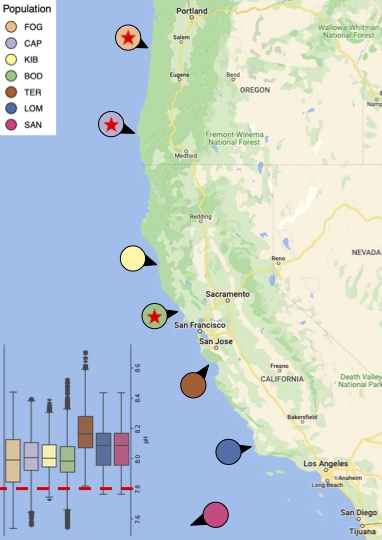 Population
FOG
CAP
KIB
BOD
TER
LOM
SAN
Portland
Salem
Wallowa-Whitman
National Forest
Eugene
Bend
OREGON
Fremont-Winema
National Forest
Medford
Redding
NEVADA
Reno
Sacramento
San Francisco
San Jose
Fresno
CALIFORNIA
Death Valley
National Park
Bakersfield
Los Angeles
Anaheim
Long Beach
San Diego
Tijuana
8.6
8.4
8.2
pH
8.0
7.8
7.6